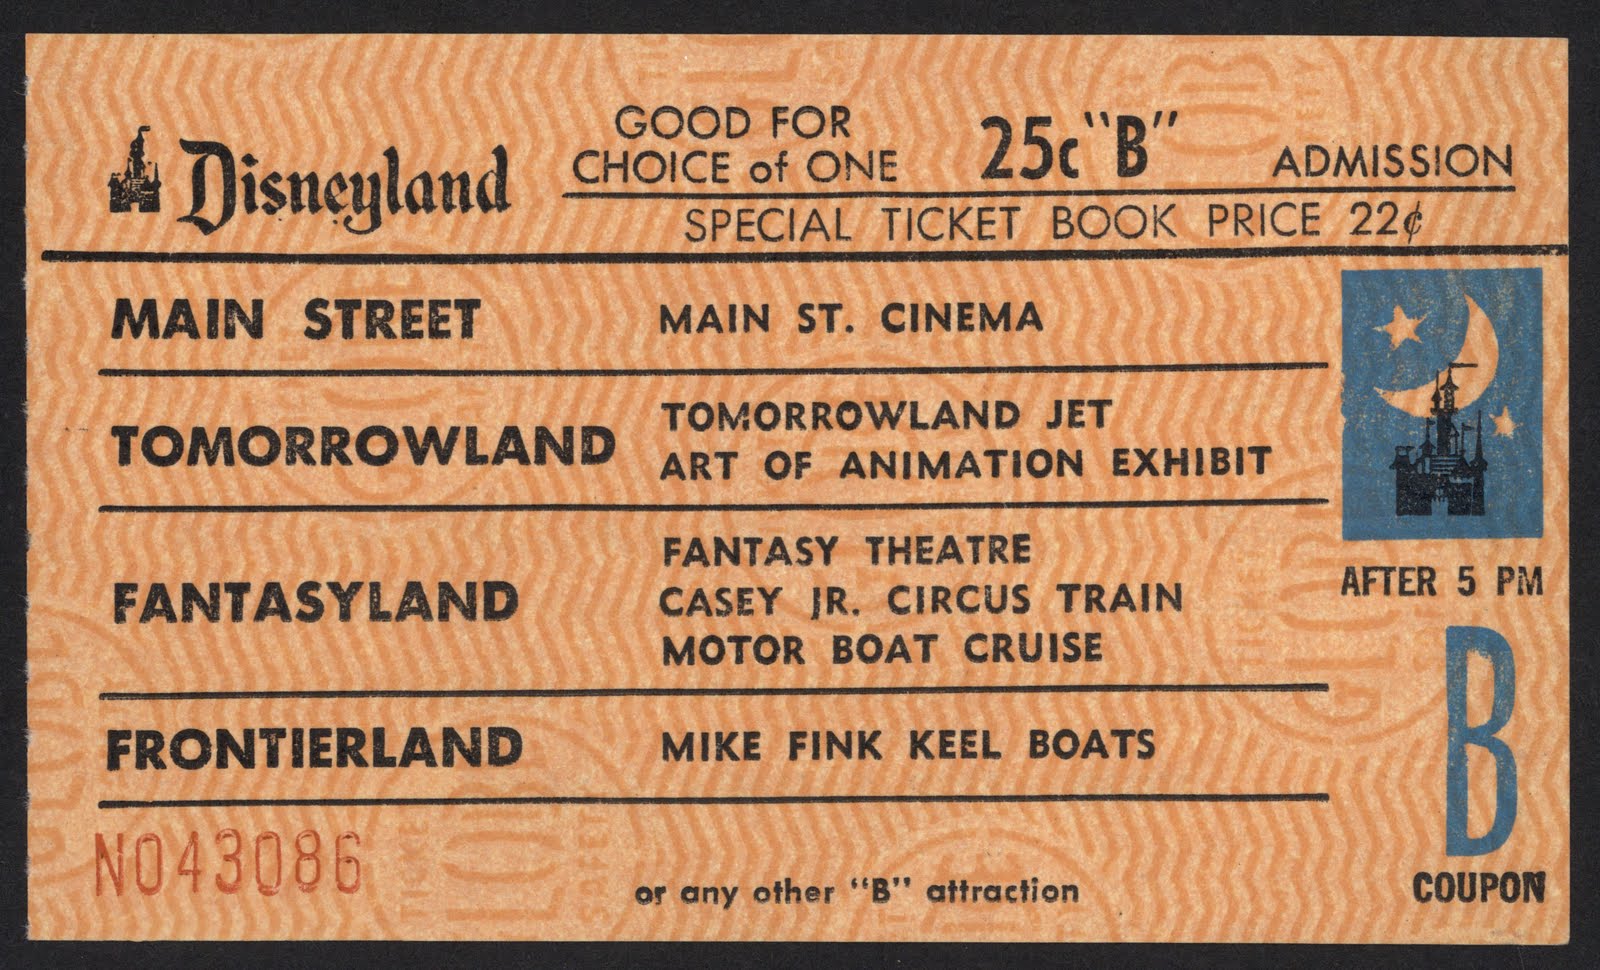 Disneyland
GOOD FOR
CHOICE of ONE
25c "B"
ADMISSION
SPECIAL TICKET BOOK PRICE 22¢
MAIN STREET
MAIN ST. CINEMA
TOMORROWLAND
TOMORROWLAND JET
ART OF ANIMATION EXHIBIT
FANTASYLAND
FANTASY THEATRE
CASEY JR. CIRCUS TRAIN
MOTOR BOAT CRUISE
FRONTIERLAND
MIKE FINK KEEL BOATS
AFTER 5 PM
B
COUPON
N043086
or any other "B" attraction